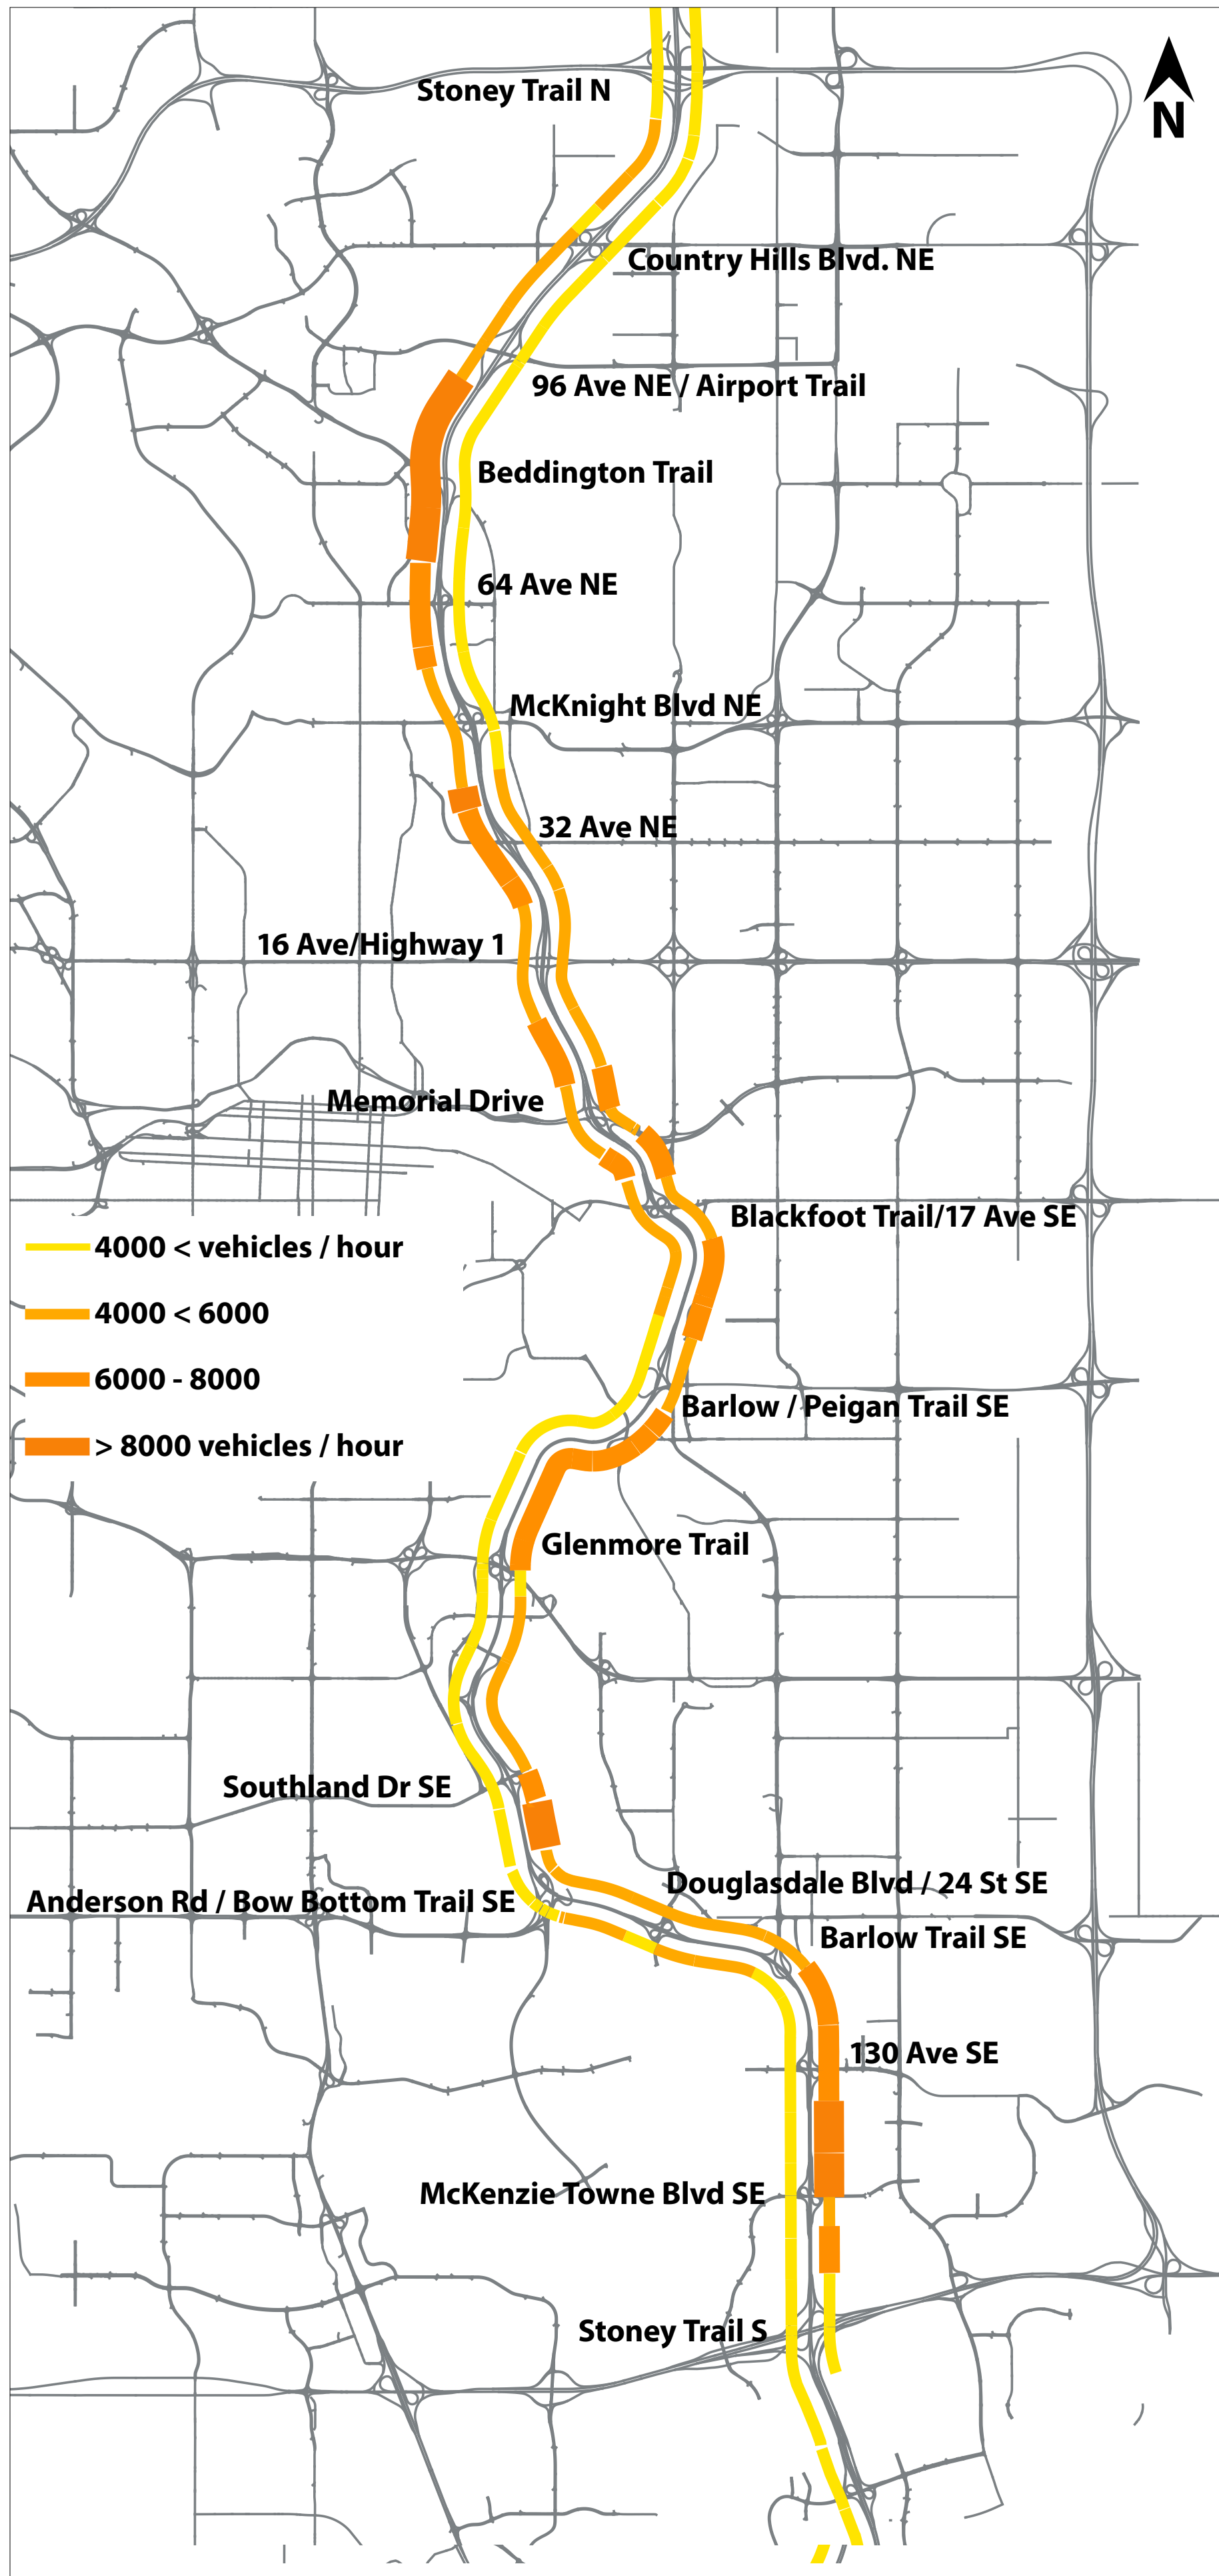 Stoney Trail N
N
Country Hills Blvd. NE
96 Ave NE / Airport Trail
Beddington Trail
64 Ave NE
McKnight Blvd NE
32 Ave NE
16 Ave/Highway 1
Memorial Drive
Blackfoot Trail/17 Ave SE
4000 < vehicles / hour
4000 < 6000
6000 - 8000
> 8000 vehicles / hour
Barlow / Peigan Trail SE
Glenmore Trail
Southland Dr SE
Douglasdale Blvd / 24 St SE
Anderson Rd / Bow Bottom Trail SE
Barlow Trail SE
130 Ave SE
McKenzie Towne Blvd SE
Stoney Trail S